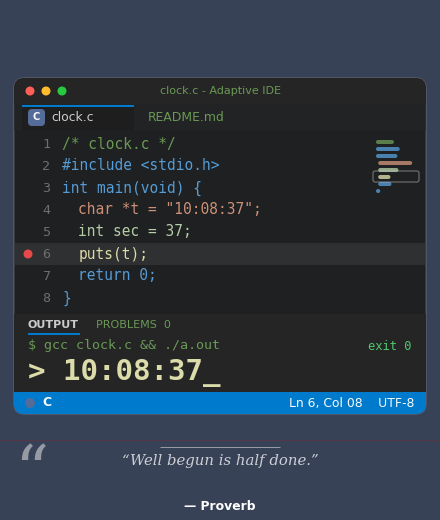 clock.c - Adaptive IDE
C clock.c README.md
1 /* clock.c */
2 #include <stdio.h>
3 int main(void) {
4 char *t = "10:08:37";
5 int sec = 37;
6 puts(t);
7 return 0;
8 }
OUTPUT PROBLEMS 0
$ gcc clock.c && ./a.out exit 0
> 10:08:37_
C Ln 6, Col 08 UTF-8
“
“Well begun is half done.”
— Proverb